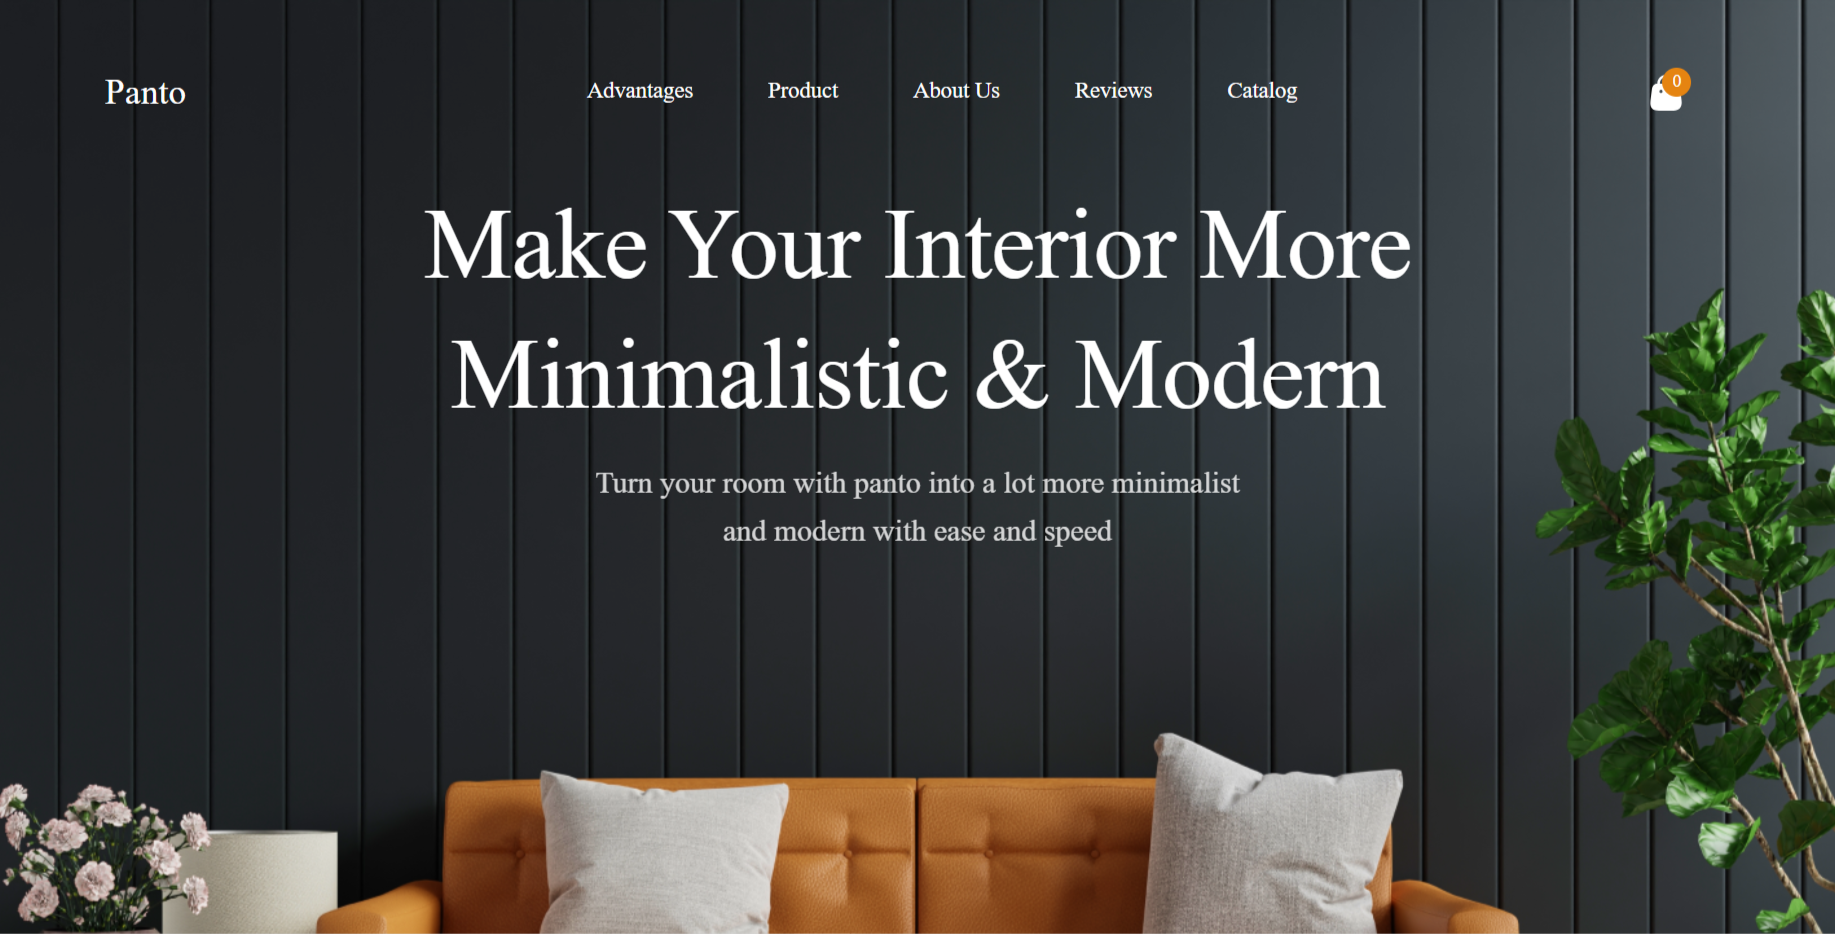 Panto
Advantages
Product
About Us
Reviews
Catalog
0
Make Your Interior More
Minimalistic & Modern
Turn your room with panto into a lot more minimalist
and modern with ease and speed